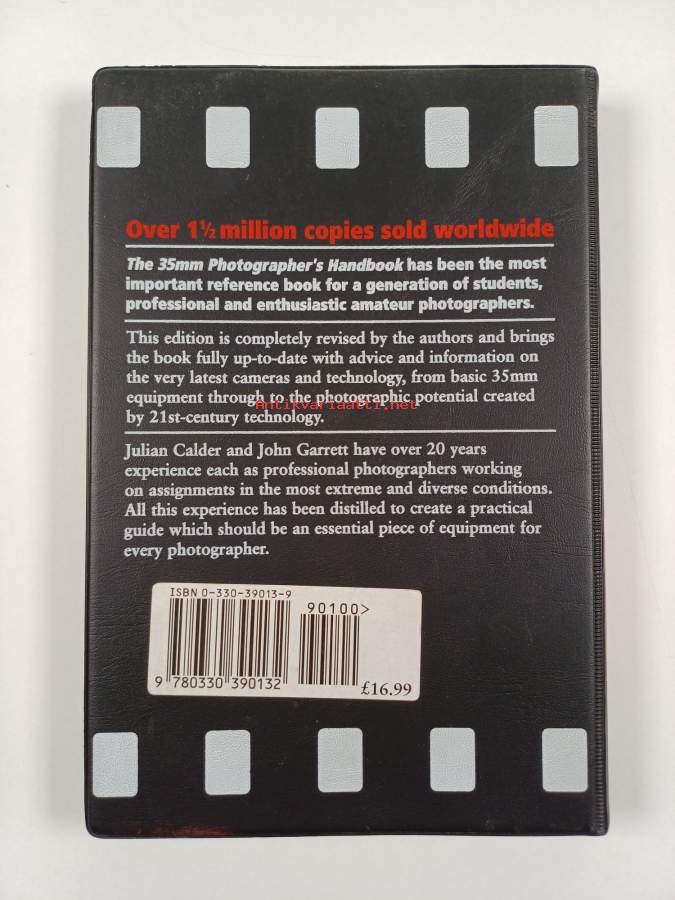 Over 1½ million copies sold worldwide
The 35mm Photographer's Handbook has been the most
important reference book for a generation of students,
professional and enthusiastic amateur photographers.
This edition is completely revised by the authors and brings
the book fully up-to-date with advice and information on
the very latest cameras and technology, from basic 35mm
equipment through to the photographic potential created
Antikvariaatti.net
by 21st-century technology.
Julian Calder and John Garrett have over 20 years
experience each as professional photographers working
on assignments in the most extreme and diverse conditions.
All this experience has been distilled to create a practical
guide which should be an essential piece of equipment for
every photographer.
ISBN 0-330-39013-9
90100>
9 780330 390132
£16.99